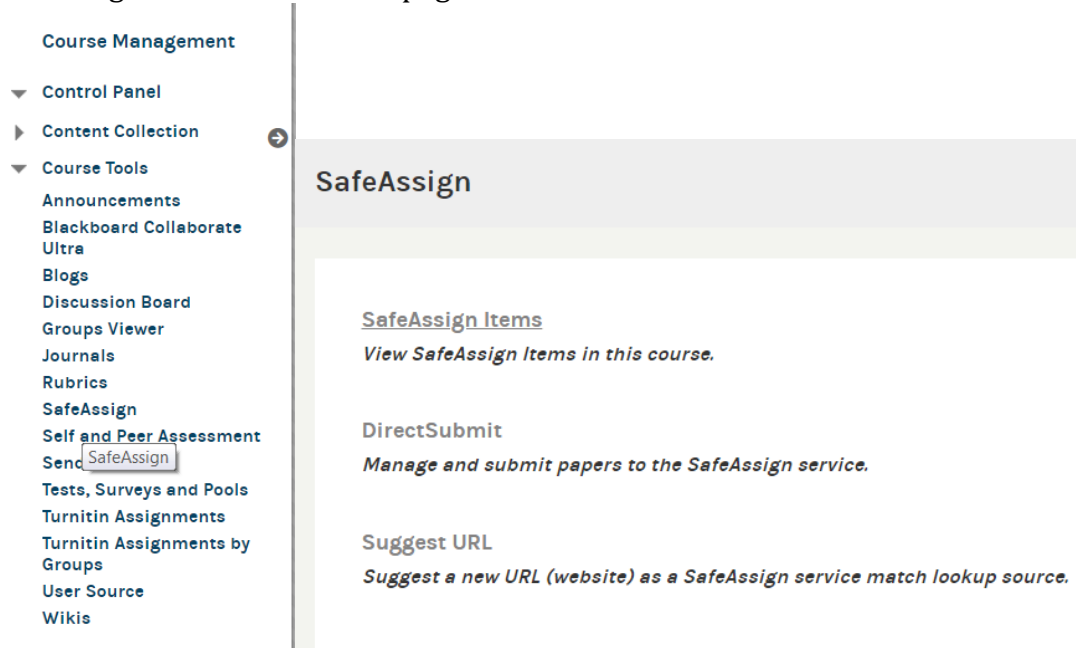 Course Management
Control Panel
Content Collection
Course Tools
Announcements
Blackboard Collaborate
Ultra
Blogs
Discussion Board
Groups Viewer
Journals
Rubrics
SafeAssign
Self and Peer Assessment
SafeAssign
Tests, Surveys and Pools
Turnitin Assignments
Turnitin Assignments by
Groups
User Source
Wikis
SafeAssign
SafeAssign Items
View SafeAssign Items in this course.
DirectSubmit
Manage and submit papers to the SafeAssign service.
Suggest URL
Suggest a new URL (website) as a SafeAssign service match lookup source.